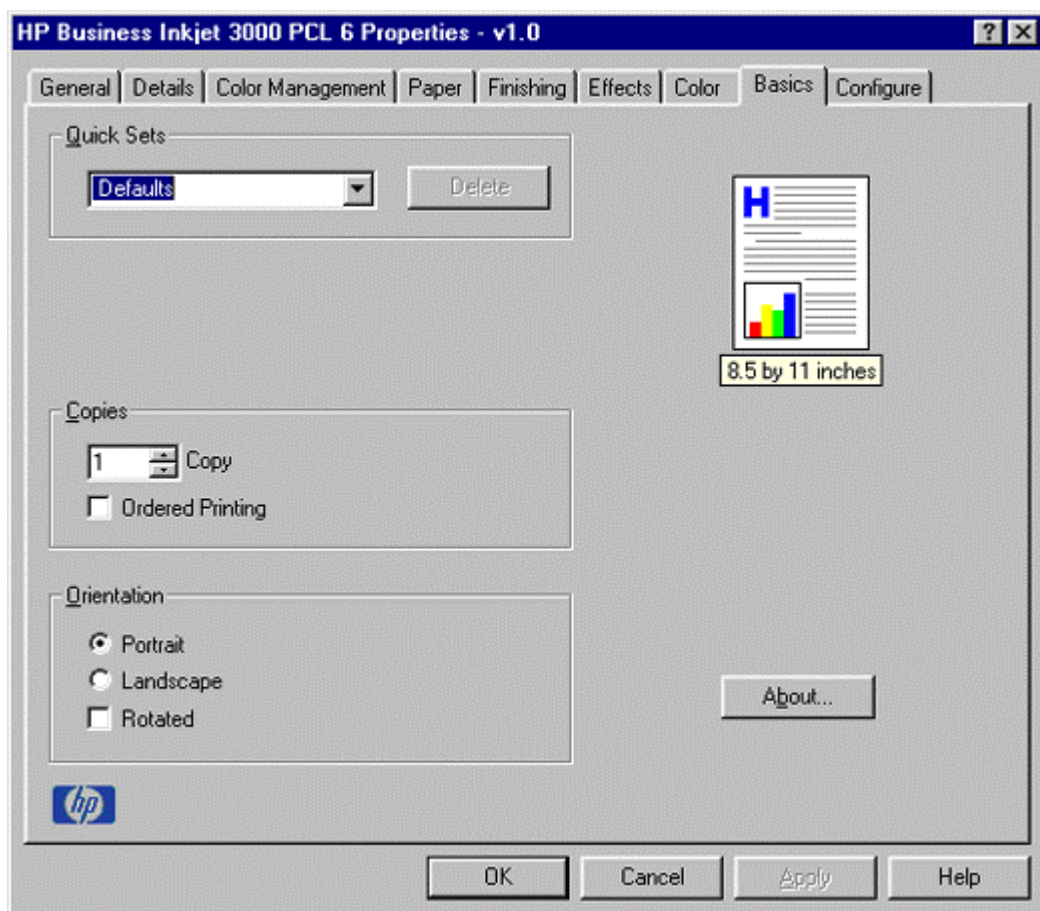 HP Business Inkjet 3000 PCL 6 Properties - v1.0
General Details Color Management Paper Finishing Effects Color Basics Configure
Quick Sets
Defaults Delete
H
8.5 by 11 inches
Copies
1 Copy
Ordered Printing
Orientation
Portrait
Landscape
Rotated
About...
hp
OK Cancel Apply Help